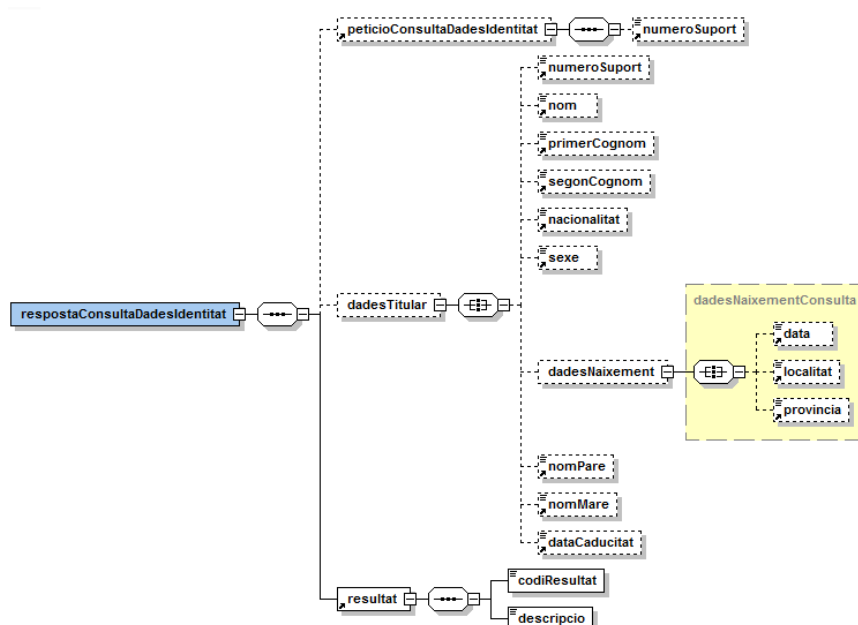 peticioConsultaDadesIdentitat
numeroSuport
numeroSuport
nom
primerCognom
segonCognom
nacionalitat
sexe
respostaConsultaDadesIdentitat
dadesTitular
dadesNaixementConsulta
data
dadesNaixement
localitat
provincia
nomPare
nomMare
dataCaducitat
resultat
codiResultat
descripcio